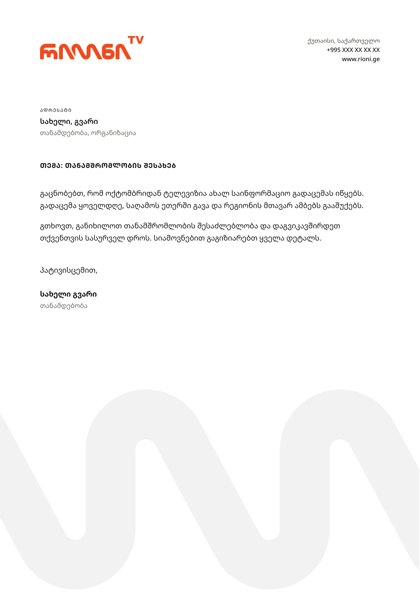 რიონი TV
ქუთაისი, საქართველო
+995 XXX XX XX XX
www.rioni.ge
ადრესატი
სახელი, გვარი
თანამდებობა, ორგანიზაცია
თემა: თანამშრომლობის შესახებ
გაცნობებთ, რომ ოქტომბრიდან ტელევიზია ახალ საინფორმაციო გადაცემას იწყებს.
გადაცემა ყოველდღე, საღამოს ეთერში გავა და რეგიონის მთავარ ამბებს გააშუქებს.
გთხოვთ, განიხილოთ თანამშრომლობის შესაძლებლობა და დაგვიკავშირდეთ
თქვენთვის სასურველ დროს. სიამოვნებით გაგიზიარებთ ყველა დეტალს.
პატივისცემით,
სახელი გვარი
თანამდებობა